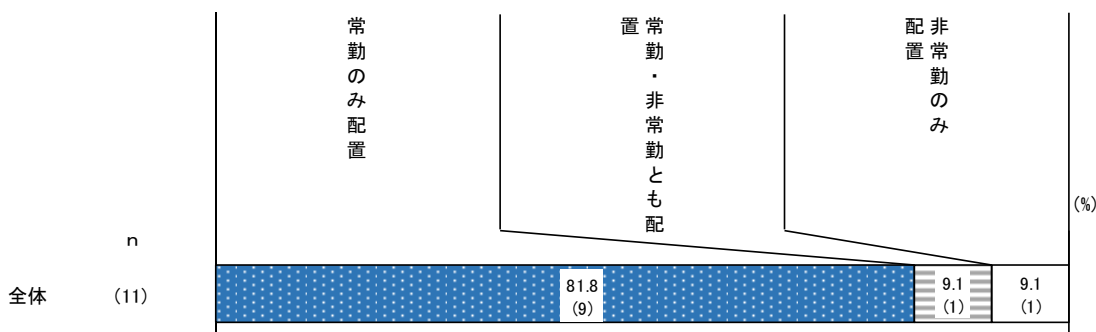 常勤のみ配置
常勤・非常勤とも配
置
非常勤のみ
配置
(%)
n
全体
(11)
81.8
(9)
9.1
(1)
9.1
(1)